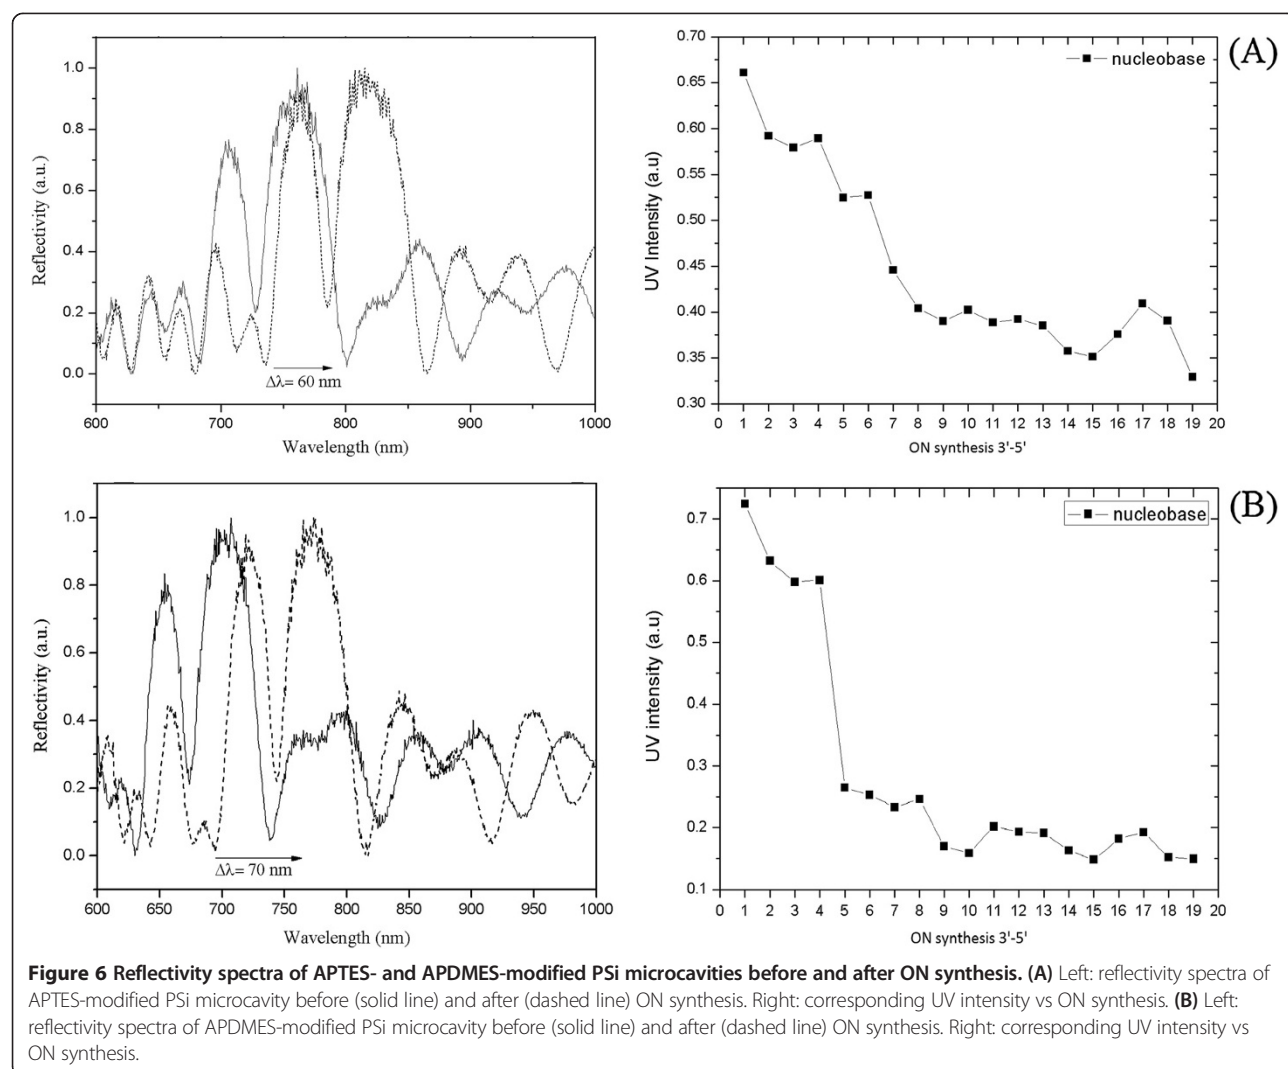 (A)
1.0
0.8
0.6
0.4
0.2
0.0
Reflectivity (a.u.)
Δλ= 60 nm
600 700 800 900 1000
Wavelength (nm)
0.70
0.65
0.60
0.55
0.50
0.45
0.40
0.35
0.30
UV Intensity (a.u)
nucleobase
0 1 2 3 4 5 6 7 8 9 10 11 12 13 14 15 16 17 18 19 20
ON synthesis 3'-5'
(B)
1.0
0.8
0.6
0.4
0.2
0.0
Reflectivity (a.u.)
Δλ= 70 nm
600 650 700 750 800 850 900 950 1000
Wavelength (nm)
0.7
0.6
0.5
0.4
0.3
0.2
0.1
UV intensity (a.u)
nucleobase
0 1 2 3 4 5 6 7 8 9 10 11 12 13 14 15 16 17 18 19 20
ON synthesis 3'-5'
Figure 6 Reflectivity spectra of APTES- and APDMES-modified PSi microcavities before and after ON synthesis. (A) Left: reflectivity spectra of
APTES-modified PSi microcavity before (solid line) and after (dashed line) ON synthesis. Right: corresponding UV intensity vs ON synthesis. (B) Left:
reflectivity spectra of APDMES-modified PSi microcavity before (solid line) and after (dashed line) ON synthesis. Right: corresponding UV intensity vs
ON synthesis.